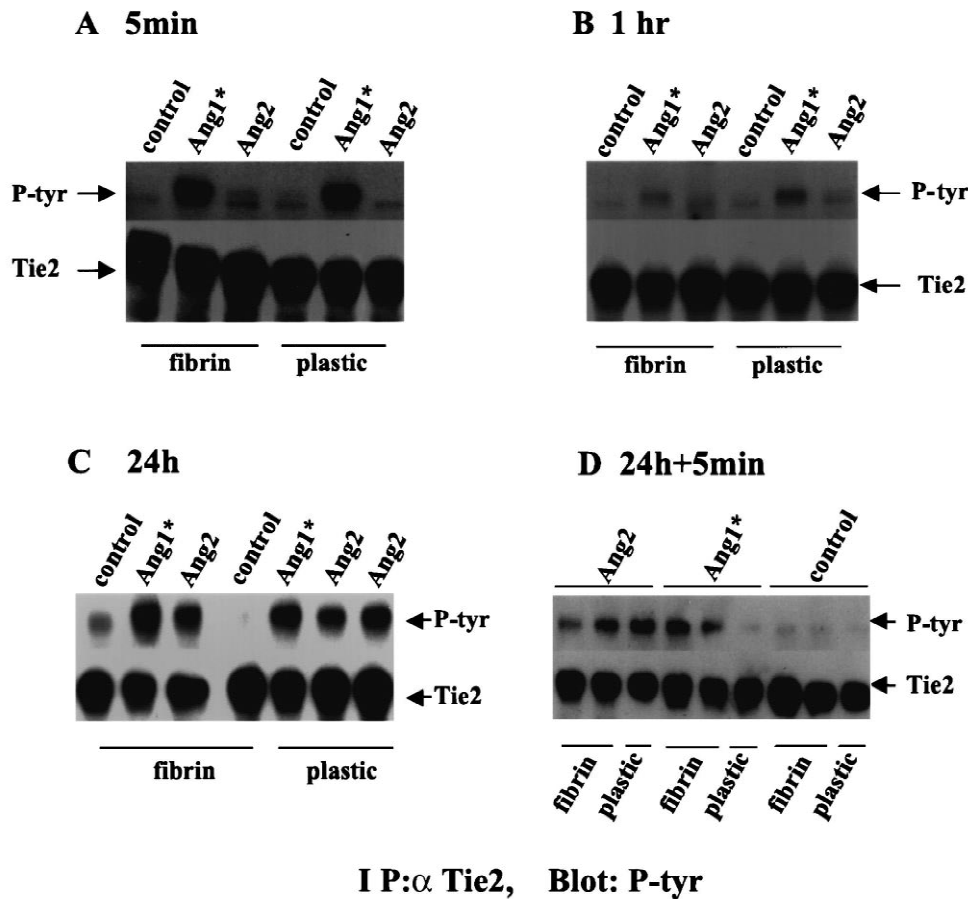 A 5min
control Ang1* Ang2 control Ang1* Ang2
P-tyr
Tie2
fibrin plastic
B 1 hr
control Ang1* Ang2 control Ang1* Ang2
P-tyr
Tie2
fibrin plastic
C 24h
control Ang1* Ang2 control Ang1* Ang2 Ang2
P-tyr
Tie2
fibrin plastic
D 24h+5min
Ang2 Ang1* control
P-tyr
Tie2
fibrin plastic fibrin plastic fibrin plastic
I P:α Tie2, Blot: P-tyr